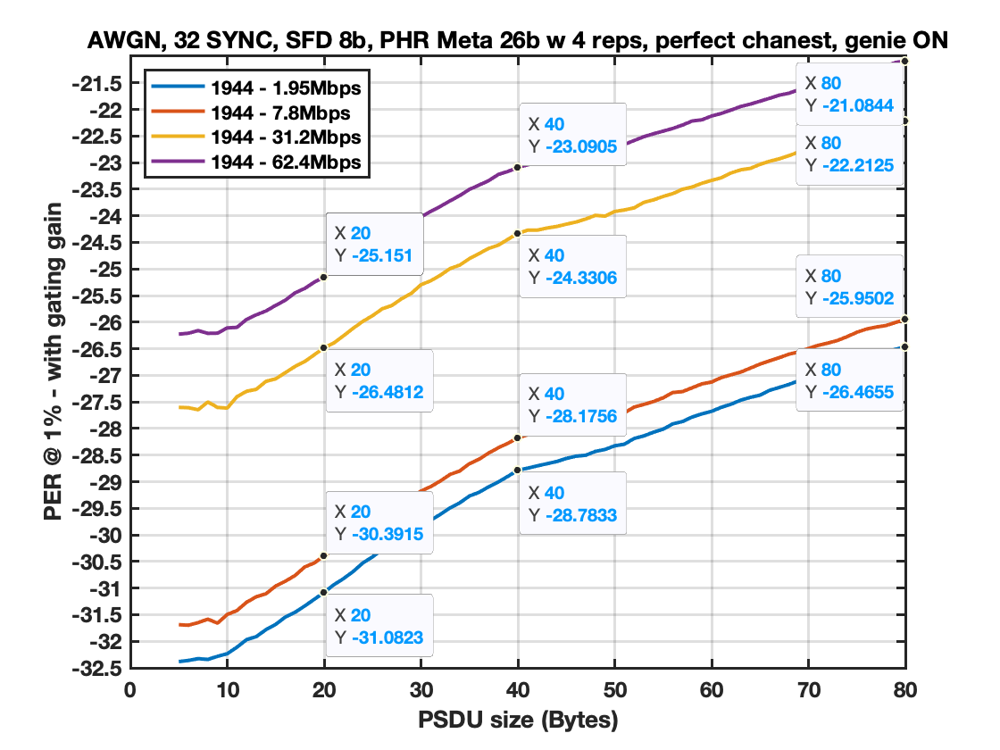 AWGN, 32 SYNC, SFD 8b, PHR Meta 26b w 4 reps, perfect chanest, genie ON
1944 - 1.95Mbps
1944 - 7.8Mbps
1944 - 31.2Mbps
1944 - 62.4Mbps
PER @ 1% - with gating gain
-21.5
-22
-22.5
-23
-23.5
-24
-24.5
-25
-25.5
-26
-26.5
-27
-27.5
-28
-28.5
-29
-29.5
-30
-30.5
-31
-31.5
-32
-32.5
X 80
Y -21.0844
X 40
Y -23.0905
X 80
Y -22.2125
X 20
Y -25.151
X 40
Y -24.3306
X 80
Y -25.9502
X 20
Y -26.4812
X 80
Y -26.4655
X 40
Y -28.1756
X 40
Y -28.7833
X 20
Y -30.3915
X 20
Y -31.0823
0 10 20 30 40 50 60 70 80
PSDU size (Bytes)